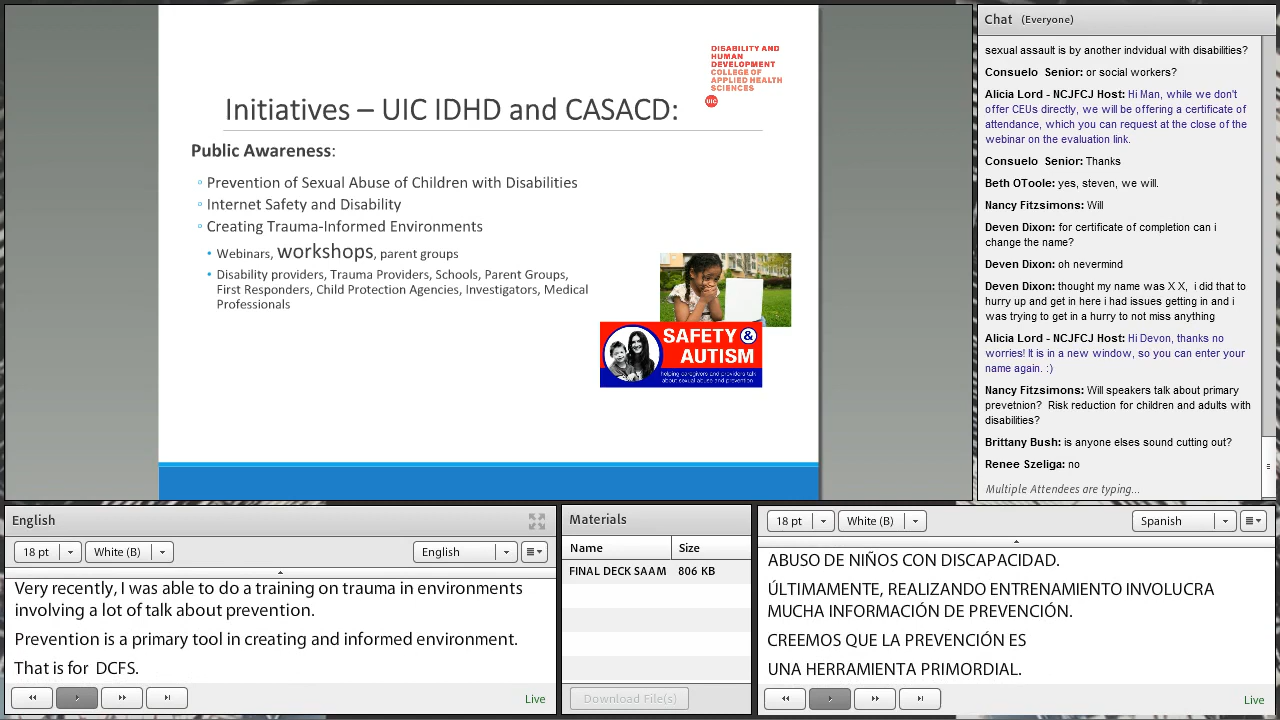 DISABILITY AND
HUMAN
DEVELOPMENT
COLLEGE OF
APPLIED HEALTH
SCIENCES
UIC
Initiatives – UIC IDHD and CASACD:
Public Awareness:
Prevention of Sexual Abuse of Children with Disabilities
Internet Safety and Disability
Creating Trauma-Informed Environments
Webinars, workshops, parent groups
Disability providers, Trauma Providers, Schools, Parent Groups,
First Responders, Child Protection Agencies, Investigators, Medical
Professionals
SAFETY &
AUTISM
helping caregivers and providers talk
about sexual abuse and prevention.
Chat (Everyone)
sexual assault is by another indvidual with disabilities?
Consuelo Senior: or social workers?
Alicia Lord - NCJFCJ Host: Hi Man, while we don't
offer CEUs directly, we will be offering a certificate of
attendance, which you can request at the close of the
webinar on the evaluation link.
Consuelo Senior: Thanks
Beth OToole: yes, steven, we will.
Nancy Fitzsimons: Will
Deven Dixon: for certificate of completion can i
change the name?
Deven Dixon: oh nevermind
Deven Dixon: thought my name was X X, i did that to
hurry up and get in here i had issues getting in and i
was trying to get in a hurry to not miss anything
Alicia Lord - NCJFCJ Host: Hi Devon, thanks no
worries! It is in a new window, so you can enter your
name again. :)
Nancy Fitzsimons: Will speakers talk about primary
prevetnion? Risk reduction for children and adults with
disabilities?
Brittany Bush: is anyone elses sound cutting out?
Renee Szeliga: no
Multiple Attendees are typing...
English
18 pt White (B) English
Very recently, I was able to do a training on trauma in environments
involving a lot of talk about prevention.
Prevention is a primary tool in creating and informed environment.
That is for DCFS.
Live
Materials
Name Size
FINAL DECK SAAM 806 KB
Download File(s)
18 pt White (B) Spanish
ABUSO DE NIÑOS CON DISCAPACIDAD.
ÚLTIMAMENTE, REALIZANDO ENTRENAMIENTO INVOLUCRA
MUCHA INFORMACIÓN DE PREVENCIÓN.
CREEMOS QUE LA PREVENCIÓN ES
UNA HERRAMIENTA PRIMORDIAL.
Live